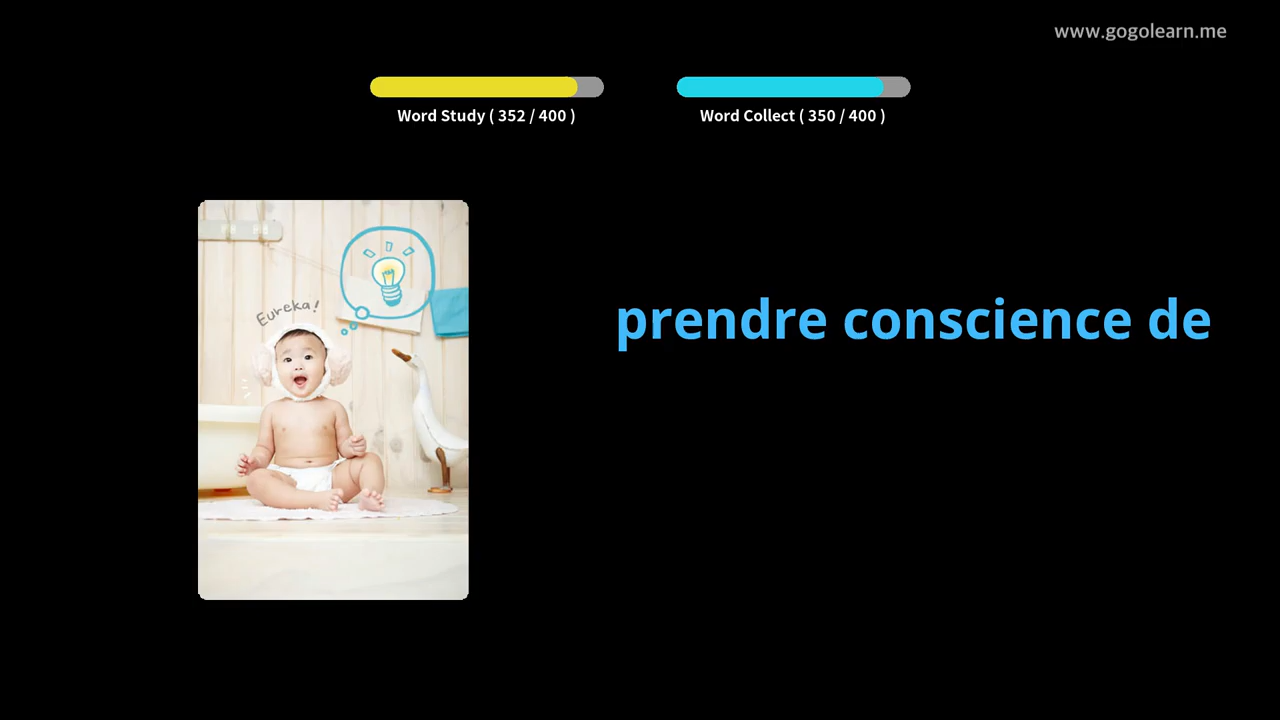 www.gogolearn.me
Word Study ( 352 / 400 )
Word Collect ( 350 / 400 )
Eureka!
prendre conscience de